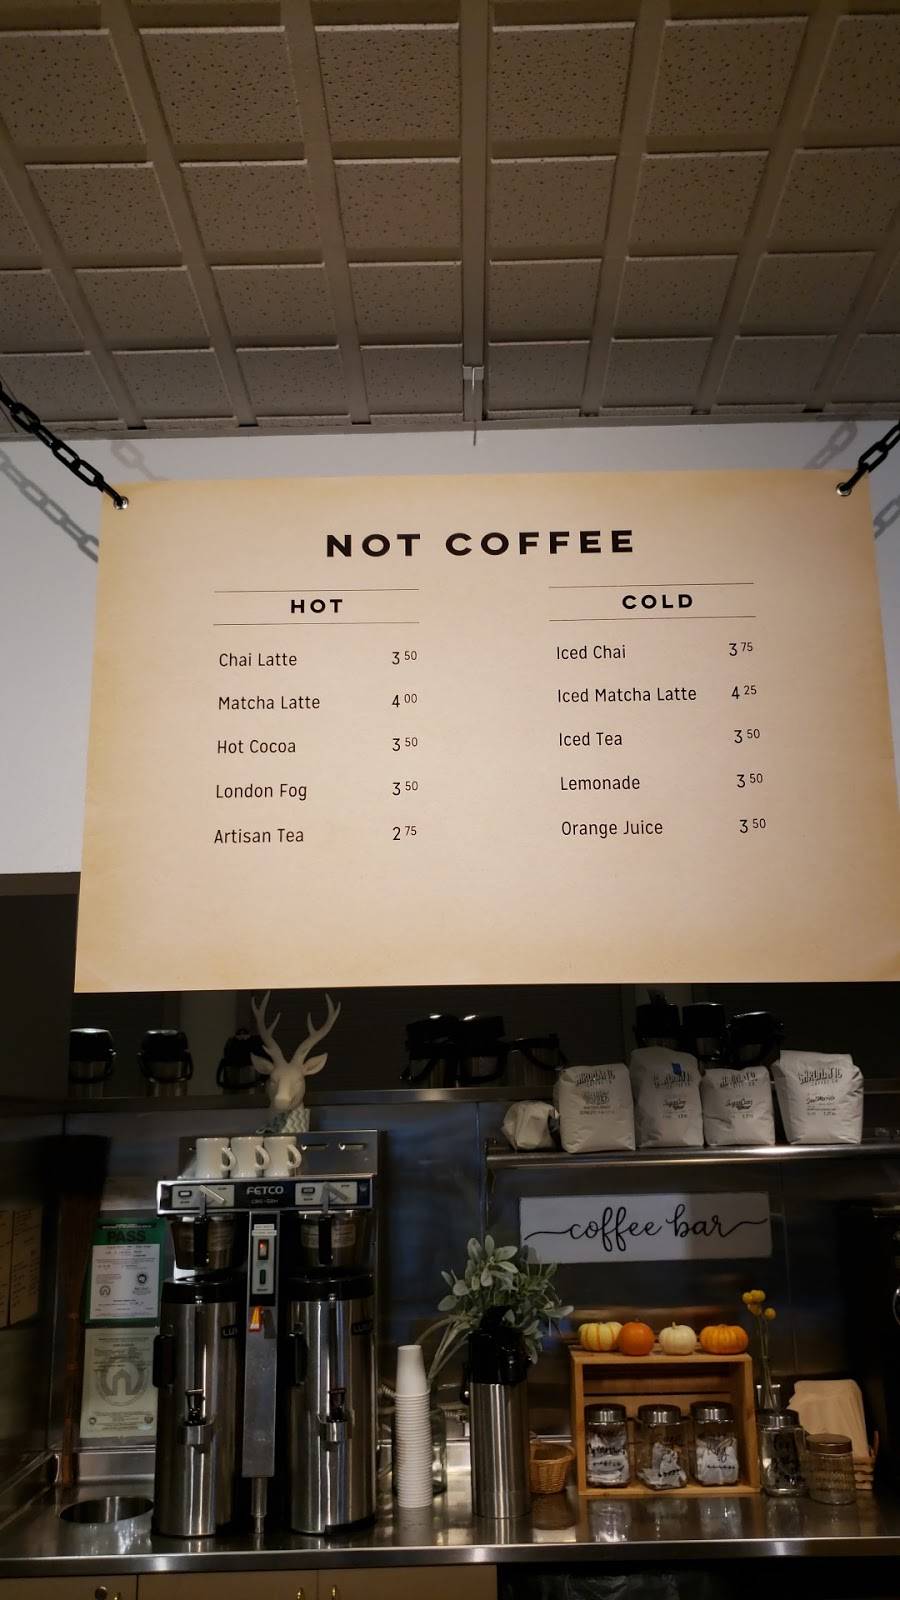 NOT COFFEE
HOT
Chai Latte 3 50
Matcha Latte 4 00
Hot Cocoa 3 50
London Fog 3 50
Artisan Tea 2 75
COLD
Iced Chai 3 75
Iced Matcha Latte 4 25
Iced Tea 3 50
Lemonade 3 50
Orange Juice 3 50
FETCO
coffee bar
PASS